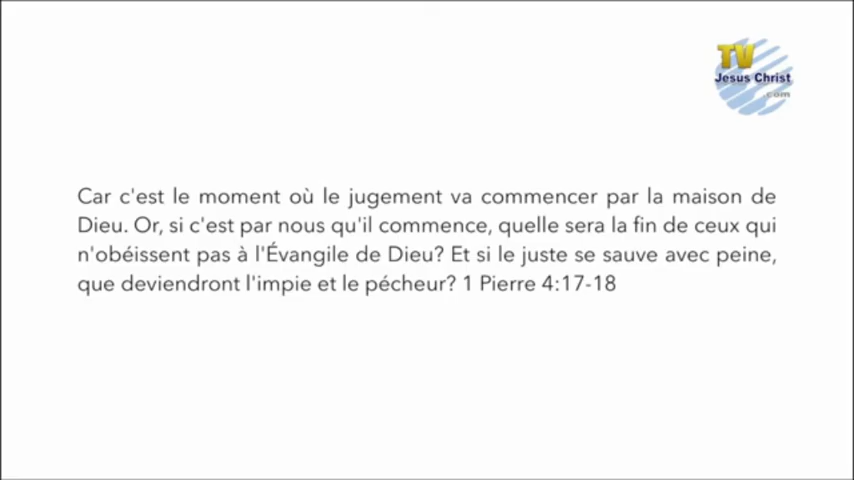 TV
Jesus Christ
.com
Car c'est le moment où le jugement va commencer par la maison de
Dieu. Or, si c'est par nous qu'il commence, quelle sera la fin de ceux qui
n'obéissent pas à l'Évangile de Dieu? Et si le juste se sauve avec peine,
que deviendront l'impie et le pécheur? 1 Pierre 4:17-18